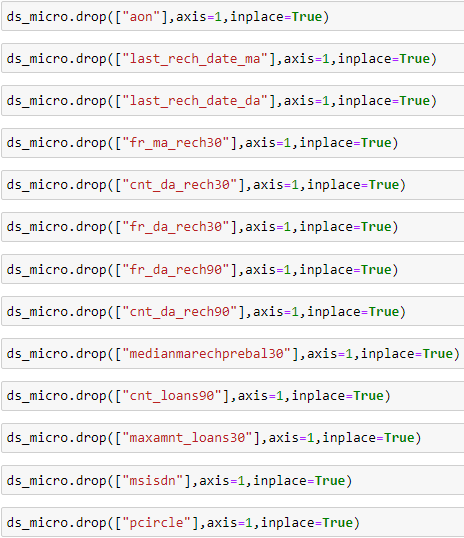 ds_micro.drop(["aon"],axis=1,inplace=True)
ds_micro.drop(["last_rech_date_ma"],axis=1,inplace=True)
ds_micro.drop(["last_rech_date_da"],axis=1,inplace=True)
ds_micro.drop(["fr_ma_rech30"],axis=1,inplace=True)
ds_micro.drop(["cnt_da_rech30"],axis=1,inplace=True)
ds_micro.drop(["fr_da_rech30"],axis=1,inplace=True)
ds_micro.drop(["fr_da_rech90"],axis=1,inplace=True)
ds_micro.drop(["cnt_da_rech90"],axis=1,inplace=True)
ds_micro.drop(["medianmarechprebal30"],axis=1,inplace=True)
ds_micro.drop(["cnt_loans90"],axis=1,inplace=True)
ds_micro.drop(["maxamnt_loans30"],axis=1,inplace=True)
ds_micro.drop(["msisdn"],axis=1,inplace=True)
ds_micro.drop(["pcircle"],axis=1,inplace=True)